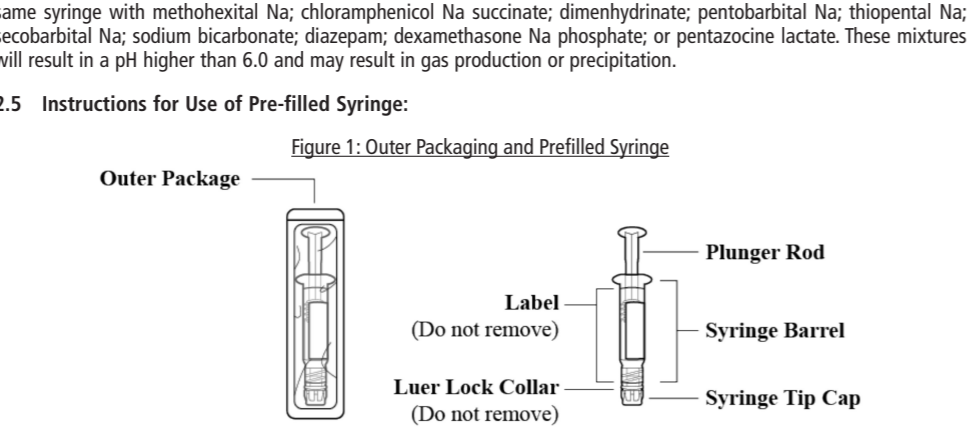 same syringe with methohexital Na; chloramphenicol Na succinate; dimenhydrinate; pentobarbital Na; thiopental Na;
secobarbital Na; sodium bicarbonate; diazepam; dexamethasone Na phosphate; or pentazocine lactate. These mixtures
will result in a pH higher than 6.0 and may result in gas production or precipitation.
2.5 Instructions for Use of Pre-filled Syringe:
Figure 1: Outer Packaging and Prefilled Syringe
Outer Package
Plunger Rod
Label
(Do not remove)
Syringe Barrel
Luer Lock Collar
(Do not remove)
Syringe Tip Cap